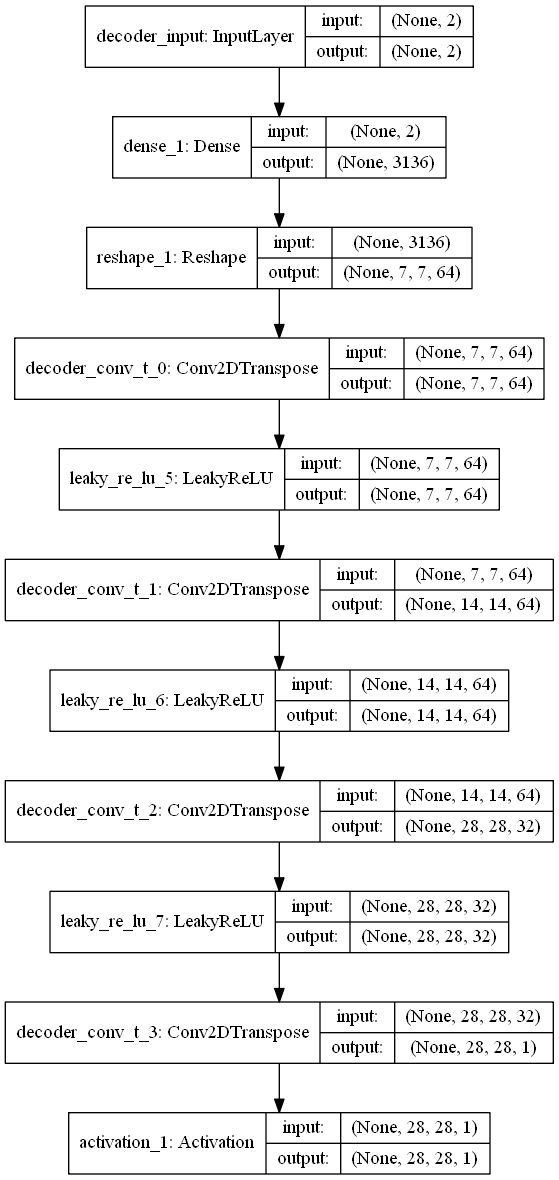 decoder_input: InputLayer
input: (None, 2)
output: (None, 2)
dense_1: Dense
input: (None, 2)
output: (None, 3136)
reshape_1: Reshape
input: (None, 3136)
output: (None, 7, 7, 64)
decoder_conv_t_0: Conv2DTranspose
input: (None, 7, 7, 64)
output: (None, 7, 7, 64)
leaky_re_lu_5: LeakyReLU
input: (None, 7, 7, 64)
output: (None, 7, 7, 64)
decoder_conv_t_1: Conv2DTranspose
input: (None, 7, 7, 64)
output: (None, 14, 14, 64)
leaky_re_lu_6: LeakyReLU
input: (None, 14, 14, 64)
output: (None, 14, 14, 64)
decoder_conv_t_2: Conv2DTranspose
input: (None, 14, 14, 64)
output: (None, 28, 28, 32)
leaky_re_lu_7: LeakyReLU
input: (None, 28, 28, 32)
output: (None, 28, 28, 32)
decoder_conv_t_3: Conv2DTranspose
input: (None, 28, 28, 32)
output: (None, 28, 28, 1)
activation_1: Activation
input: (None, 28, 28, 1)
output: (None, 28, 28, 1)